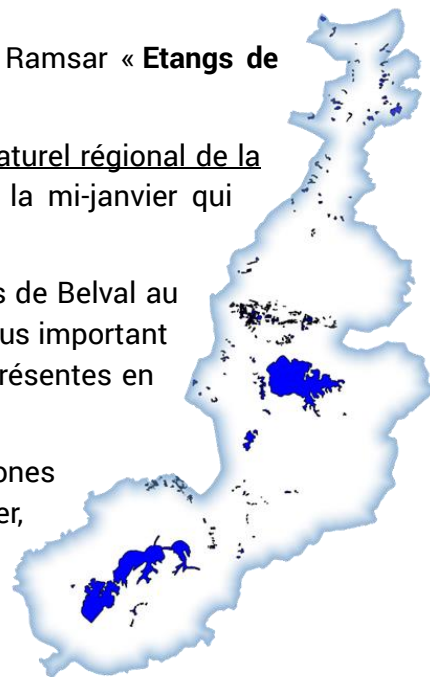 Ramsar « Etangs de
aturel régional de la
la mi-janvier qui
s de Belval au
us important
résentes en
ones
er,